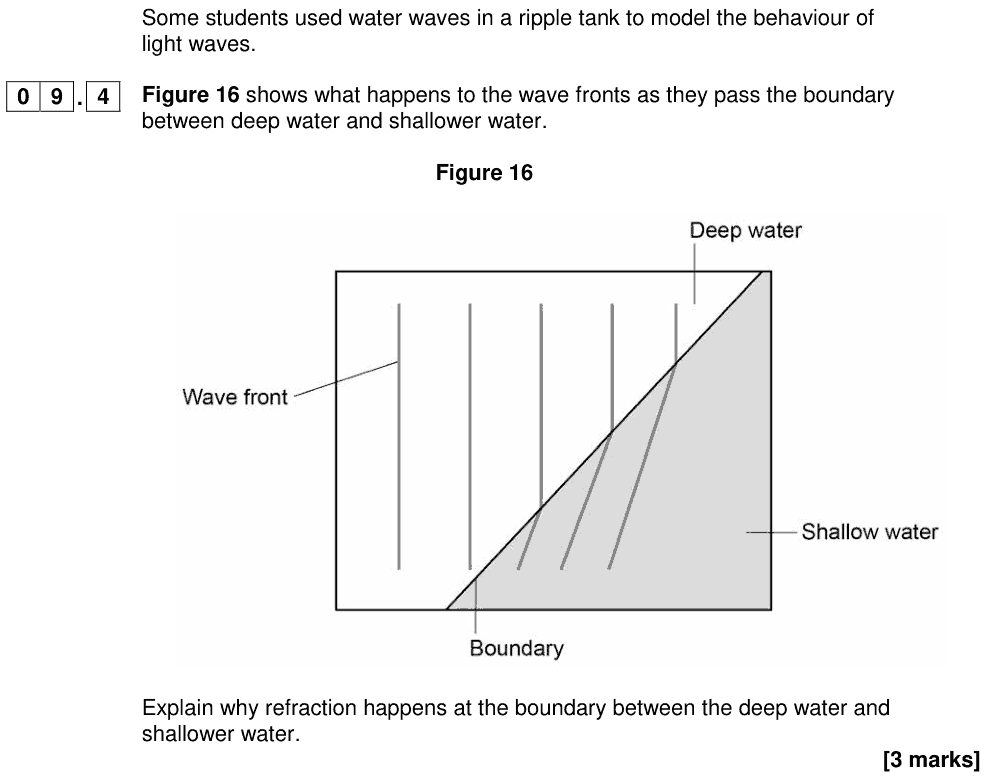 Some students used water waves in a ripple tank to model the behaviour of
light waves.
0 9 . 4 Figure 16 shows what happens to the wave fronts as they pass the boundary
between deep water and shallower water.
Figure 16
Deep water
Wave front
Shallow water
Boundary
Explain why refraction happens at the boundary between the deep water and
shallower water.
[3 marks]